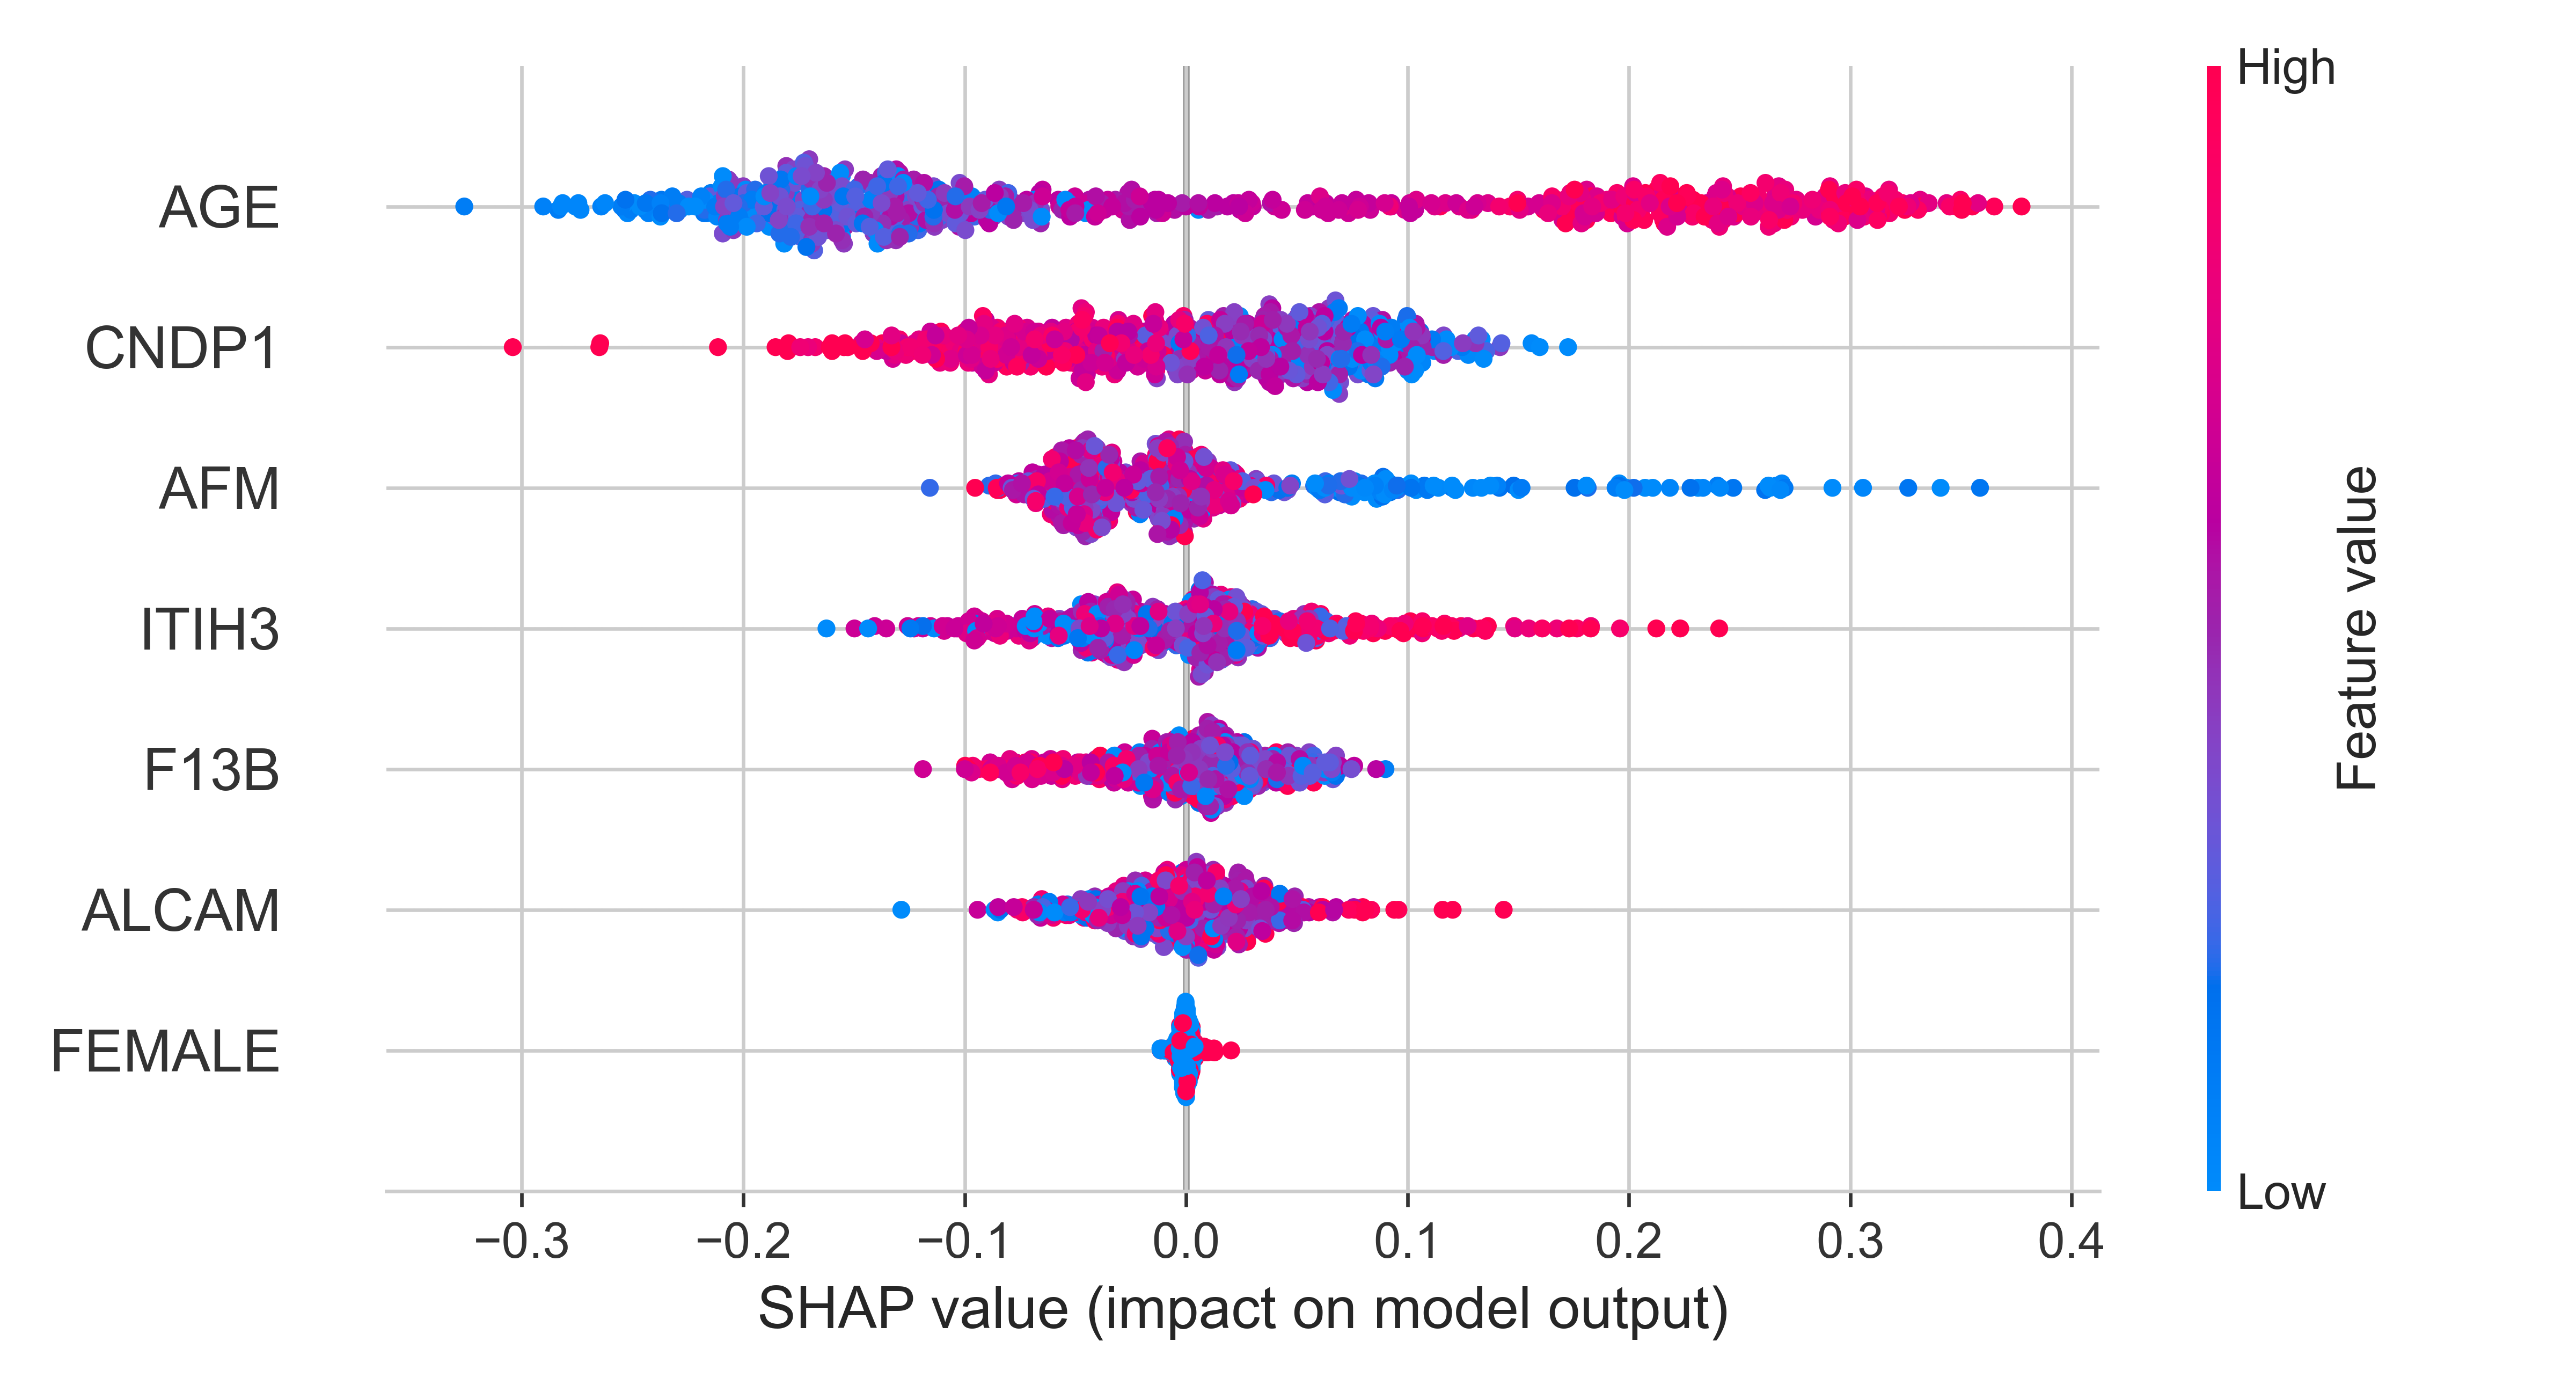 High
AGE
CNDP1
AFM
ITIH3
F13B
ALCAM
FEMALE
Feature value
Low
−0.3
−0.2
−0.1
0.0
0.1
0.2
0.3
0.4
SHAP value (impact on model output)